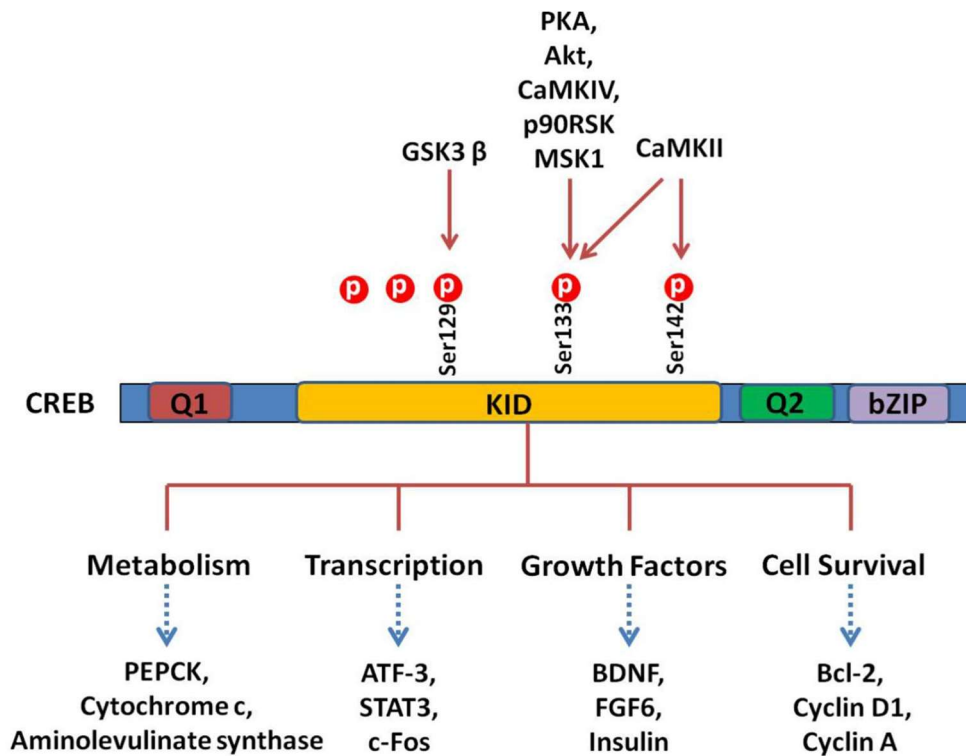 PKA,
Akt,
CaMKIV,
p90RSK
MSK1
GSK3 β
CaMKII
p p p p p
Ser129 Ser133 Ser142
CREB Q1 KID Q2 bZIP
Metabolism Transcription Growth Factors Cell Survival
PEPCK, ATF-3, BDNF, Bcl-2,
Cytochrome c, STAT3, FGF6, Cyclin D1,
Aminolevulinate synthase c-Fos Insulin Cyclin A